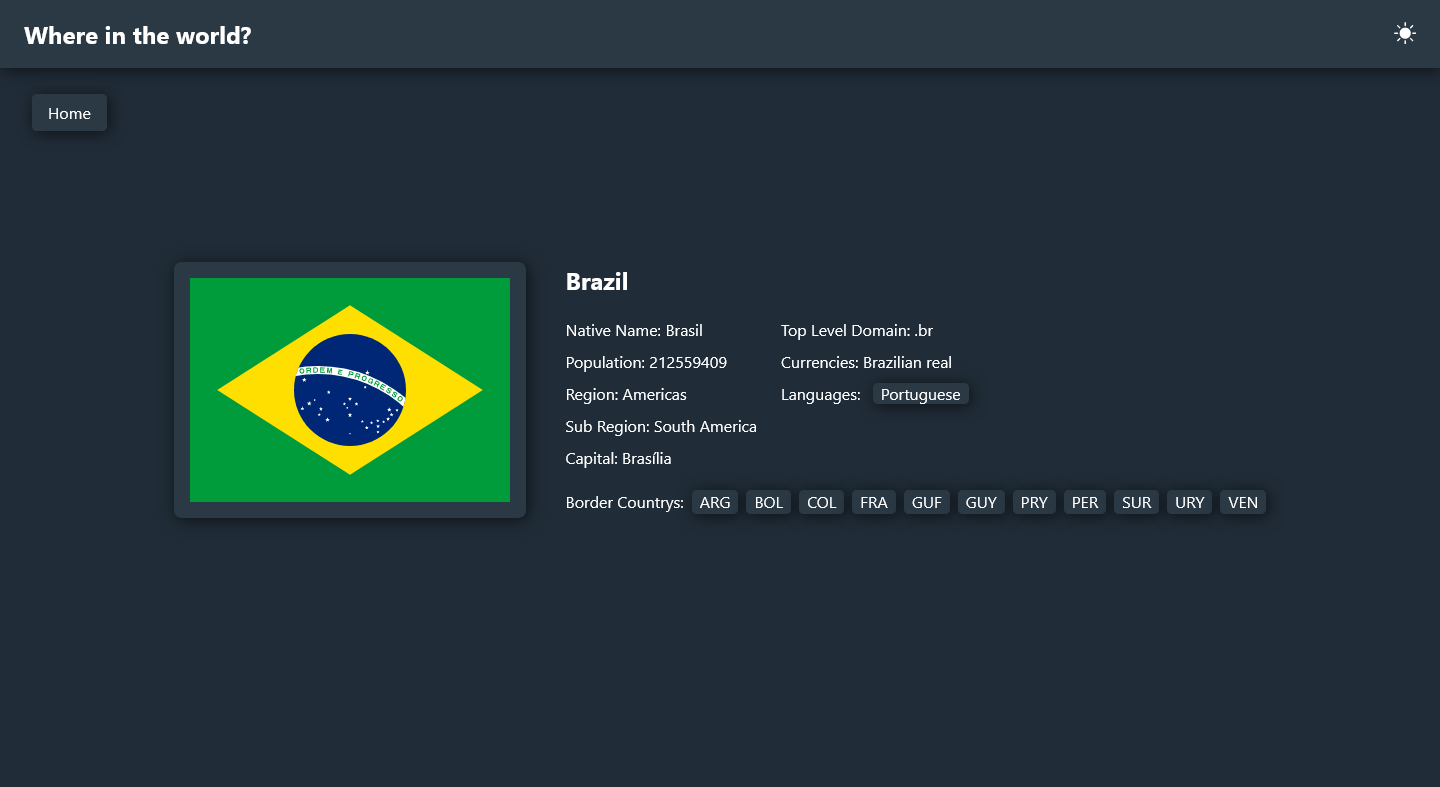 Where in the world?
Home
ORDEM E PROGRESSO
Brazil
Native Name: Brasil
Population: 212559409
Region: Americas
Sub Region: South America
Capital: Brasília
Top Level Domain: .br
Currencies: Brazilian real
Languages: Portuguese
Border Countrys: ARG BOL COL FRA GUF GUY PRY PER SUR URY VEN